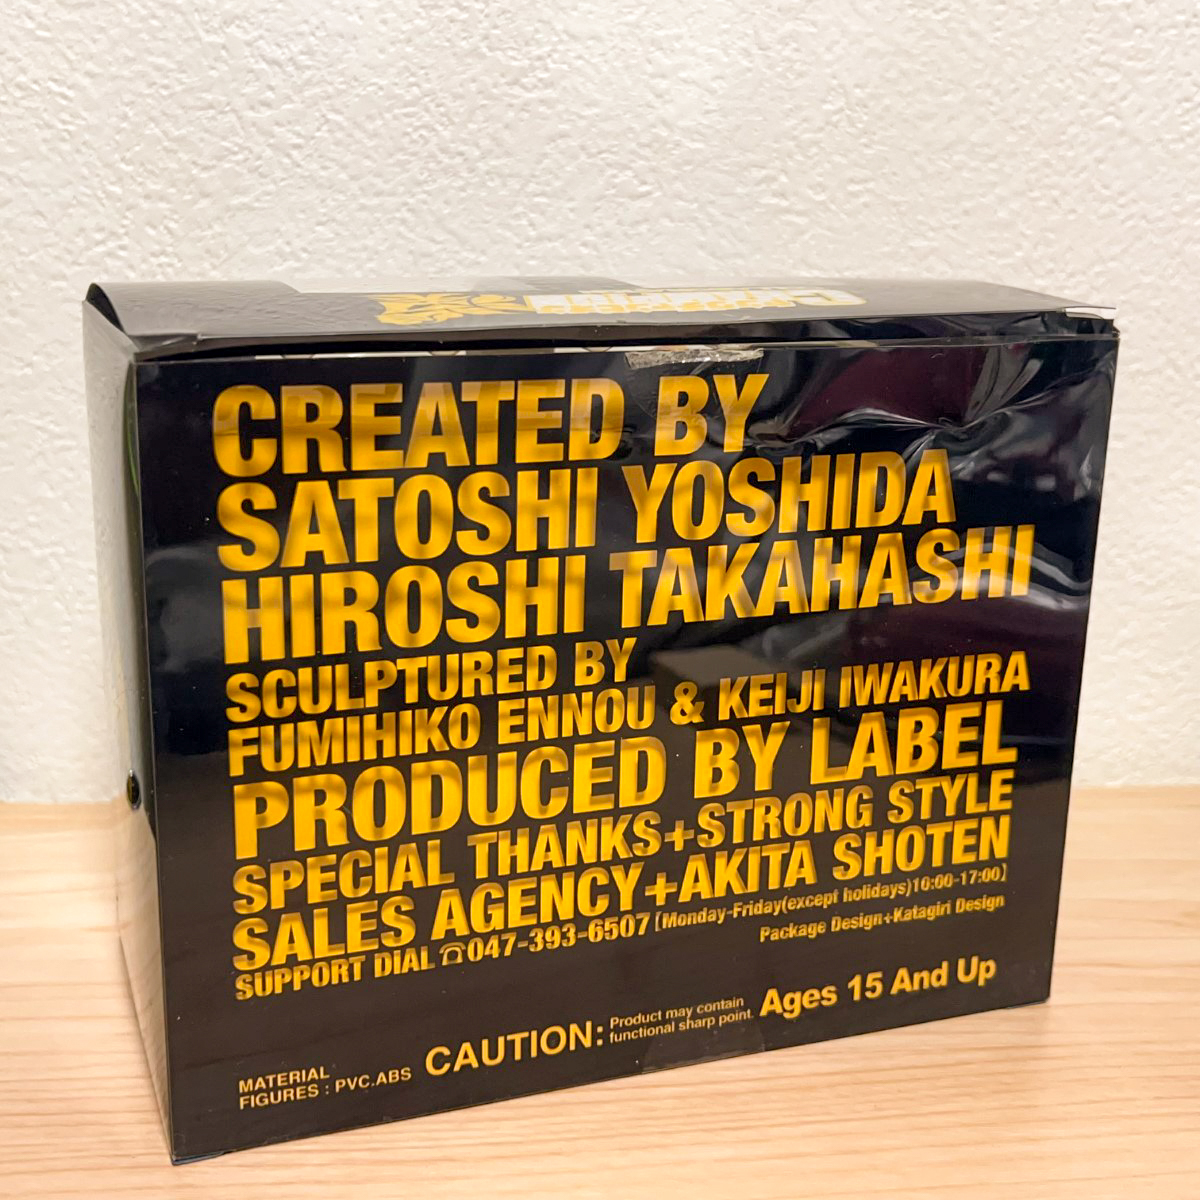 CREATED BY
SATOSHI YOSHIDA
HIROSHI TAKAHASHI
SCULPTURED BY
FUMIHIKO ENNOU & KEIJI IWAKURA
PRODUCED BY LABEL
SPECIAL THANKS+STRONG STYLE
SALES AGENCY+AKITA SHOTEN
SUPPORT DIAL ☎047-393-6507 [Monday-Friday(except holidays)10:00-17:00]
Package Design+Katagiri Design
CAUTION: Product may contain
functional sharp point. Ages 15 And Up
MATERIAL
FIGURES : PVC.ABS